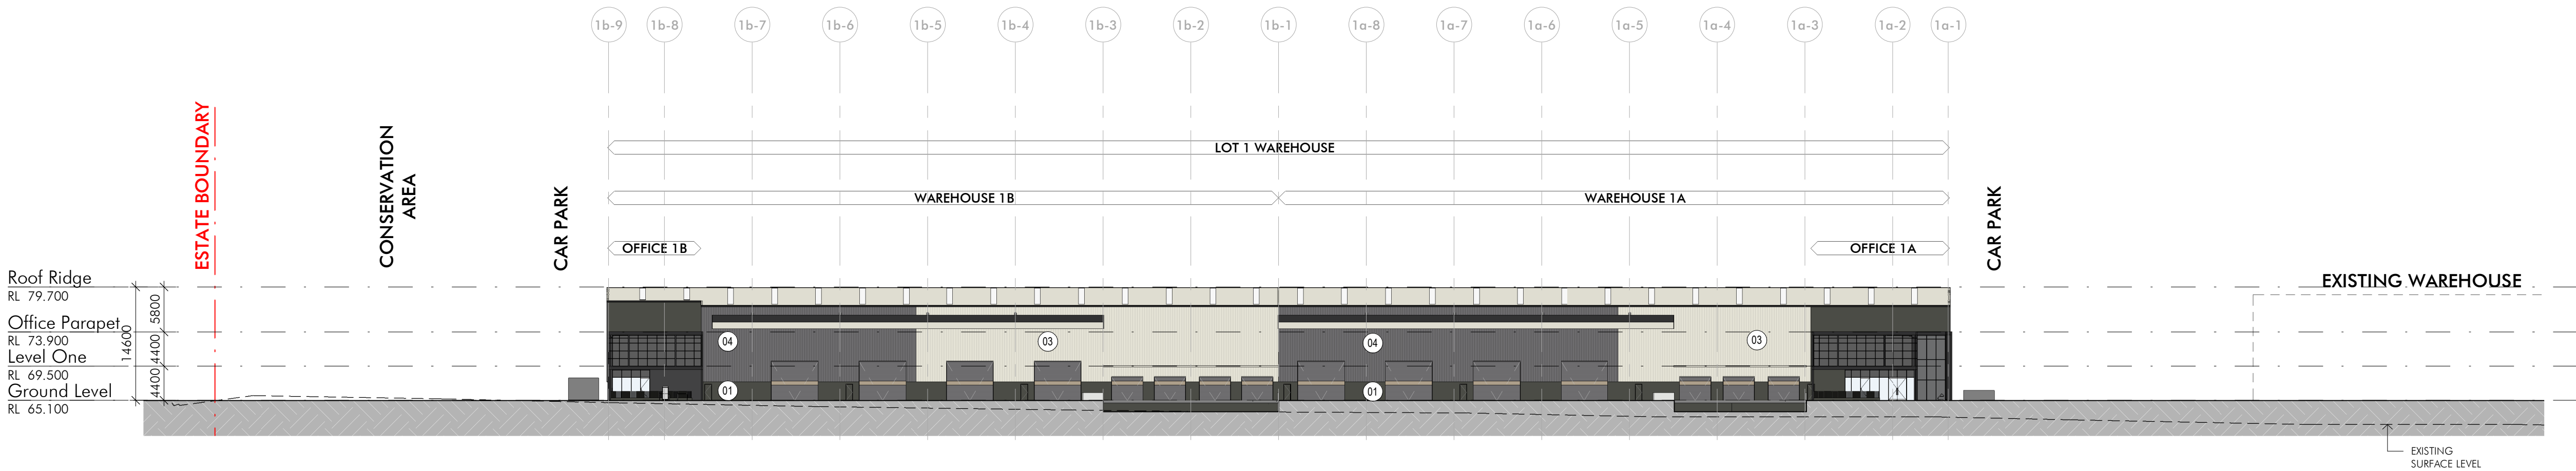 1b-9 1b-8 1b-7 1b-6 1b-5 1b-4 1b-3 1b-2 1b-1 1a-8 1a-7 1a-6 1a-5 1a-4 1a-3 1a-2 1a-1
ESTATE BOUNDARY
CONSERVATION
AREA
CAR PARK
LOT 1 WAREHOUSE
WAREHOUSE 1B
WAREHOUSE 1A
OFFICE 1B
OFFICE 1A
CAR PARK
EXISTING WAREHOUSE
Roof Ridge
RL 79.700
Office Parapet
RL 73.900
Level One
RL 69.500
Ground Level
RL 65.100
14600
5800
4400
4400
04
03
04
03
01
01
EXISTING
SURFACE LEVEL